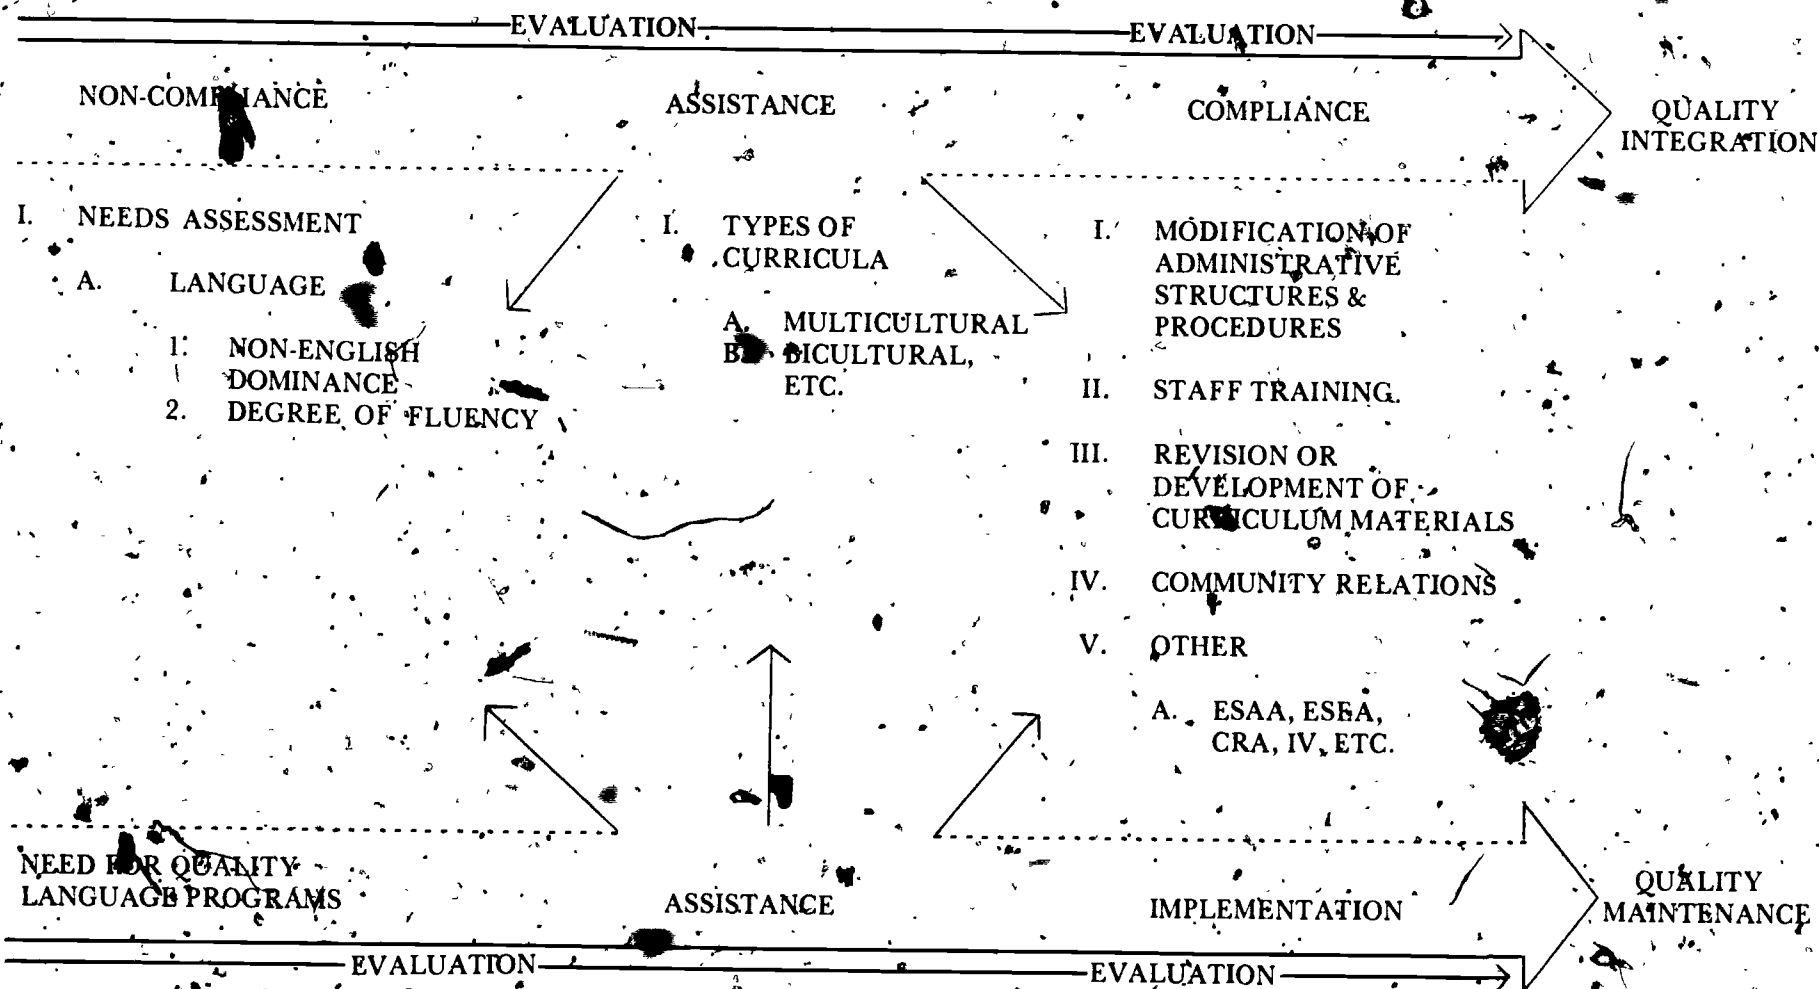 EVALUATION EVALUATION
NON-COMPLIANCE ASSISTANCE COMPLIANCE QUALITY
INTEGRATION
I. NEEDS ASSESSMENT
A. LANGUAGE
1. NON-ENGLISH
DOMINANCE
2. DEGREE OF FLUENCY
I. TYPES OF
CURRICULA
A. MULTICULTURAL
B. BICULTURAL,
ETC.
I. MODIFICATION OF
ADMINISTRATIVE
STRUCTURES &
PROCEDURES
II. STAFF TRAINING.
III. REVISION OR
DEVELOPMENT OF
CURRICULUM MATERIALS
IV. COMMUNITY RELATIONS
V. OTHER
A. ESAA, ESEA,
CRA, IV, ETC.
NEED FOR QUALITY
LANGUAGE PROGRAMS
ASSISTANCE IMPLEMENTATION QUALITY
MAINTENANCE
EVALUATION EVALUATION